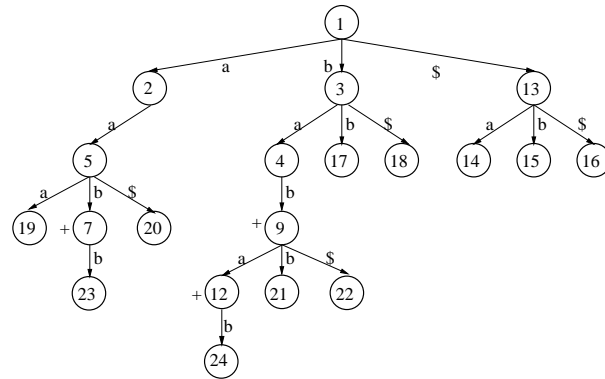 1
a b $
2 3 13
a a b $ a b $
5 4 17 18 14 15 16
a b $ b
19 + 7 20 + 9
b a b $
23 + 12 21 22
b
24